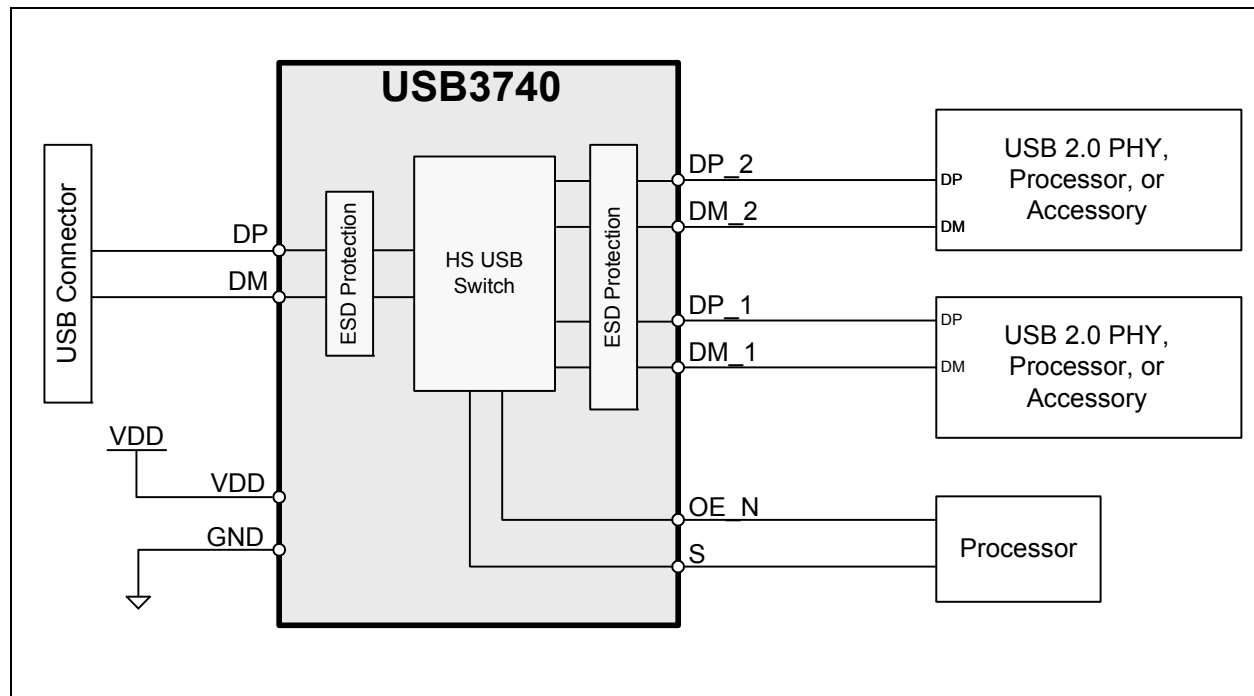 USB3740
USB Connector
DP
DM
VDD
VDD
GND
ESD Protection
HS USB
Switch
ESD Protection
DP_2
DM_2
DP_1
DM_1
OE_N
S
DP
DM
USB 2.0 PHY,
Processor, or
Accessory
DP
DM
USB 2.0 PHY,
Processor, or
Accessory
Processor